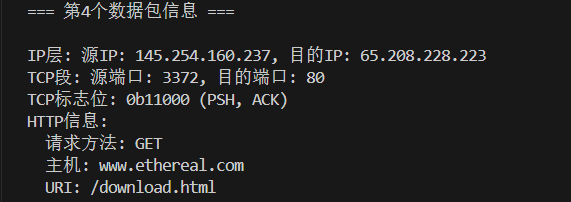 === 第4个数据包信息 ===
IP层: 源IP: 145.254.160.237, 目的IP: 65.208.228.223
TCP段: 源端口: 3372, 目的端口: 80
TCP标志位: 0b11000 (PSH, ACK)
HTTP信息:
请求方法: GET
主机: www.ethereal.com
URI: /download.html